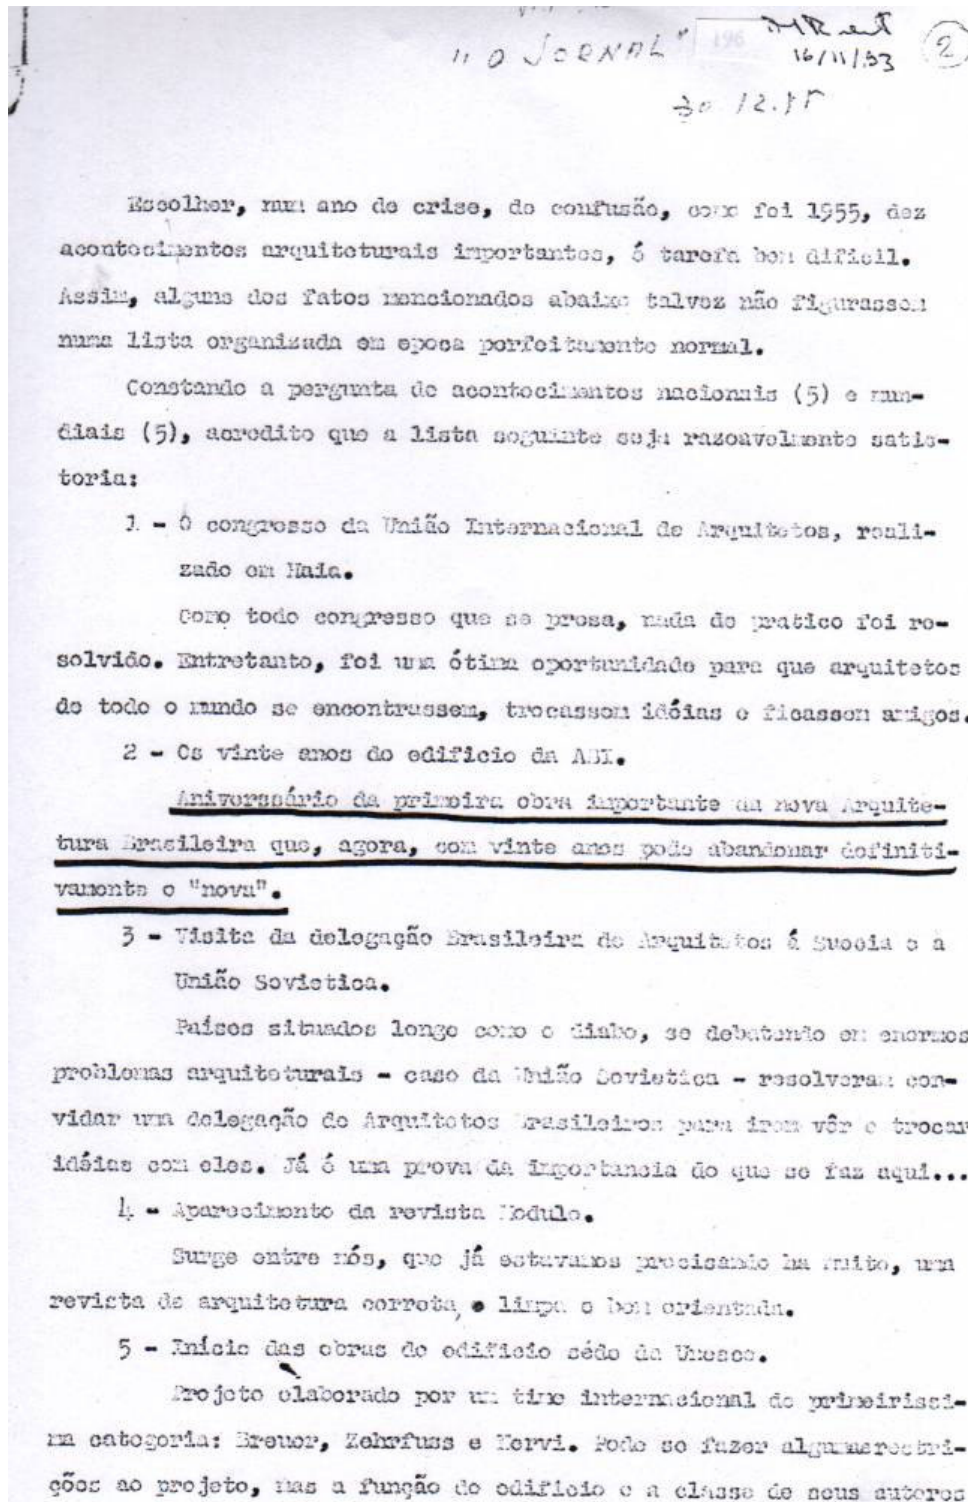 "O JORNAL" 196
16/11/93
2
30.12.55
Escolher, num ano de crise, de confusão, como foi 1955, dez
acontecimentos arquiteturais importantes, é tarefa bem dificil.
Assim, alguns dos fatos mencionados abaixo talvez não figurassem
numa lista organizada em epoca perfeitamente normal.
Constando a pergunta de acontecimentos nacionais (5) e mun-
diais (5), acredito que a lista seguinte seja razoavelmente satis-
toria:
1 - O congresso da União Internacional de Arquitetos, reali-
zado em Haia.
Como todo congresso que se presa, nada de pratico foi re-
solvido. Entretanto, foi uma ótima oportunidade para que arquitetos
de todo o mundo se encontrassem, trocassem idéias e ficassem amigos.
2 - Os vinte anos do edificio da ABI.
Aniversário da primeira obra importante da nova Arquite-
tura Brasileira que, agora, com vinte anos pode abandonar definiti-
vamente o "nova".
3 - Visita da delegação Brasileira de Arquitetos á Suecia e a
União Sovietica.
Países situados longe como o diabo, se debatendo em enormes
problemas arquiteturais - caso da União Sovietica - resolveram con-
vidar uma delegação de Arquitetos Brasileiros para irem vêr e trocar
idéias com eles. Já é uma prova da importancia do que se faz aqui...
4 - Aparecimento da revista Modulo.
Surge entre nós, que já estavamos precisando ha muito, uma
revista de arquitetura correta, e limpa e bem orientada.
5 - Início das obras do edificio séde da Unesco.
Projeto elaborado por um time internacional de primeirissi-
ma categoria: Breuer, Zehrfuss e Nervi. Pode se fazer alguma restri-
ções ao projeto, mas a função do edificio e a classe de seus autores